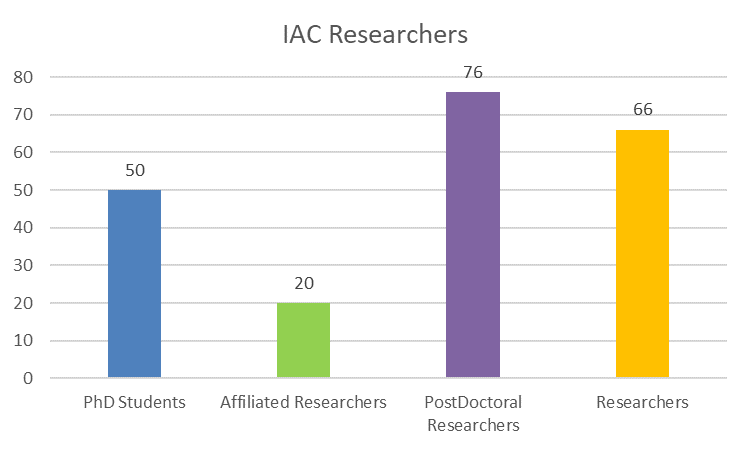 IAC Researchers
80
70
60
50
40
30
20
10
0
50
20
76
66
PhD Students
Affiliated Researchers
PostDoctoral
Researchers
Researchers